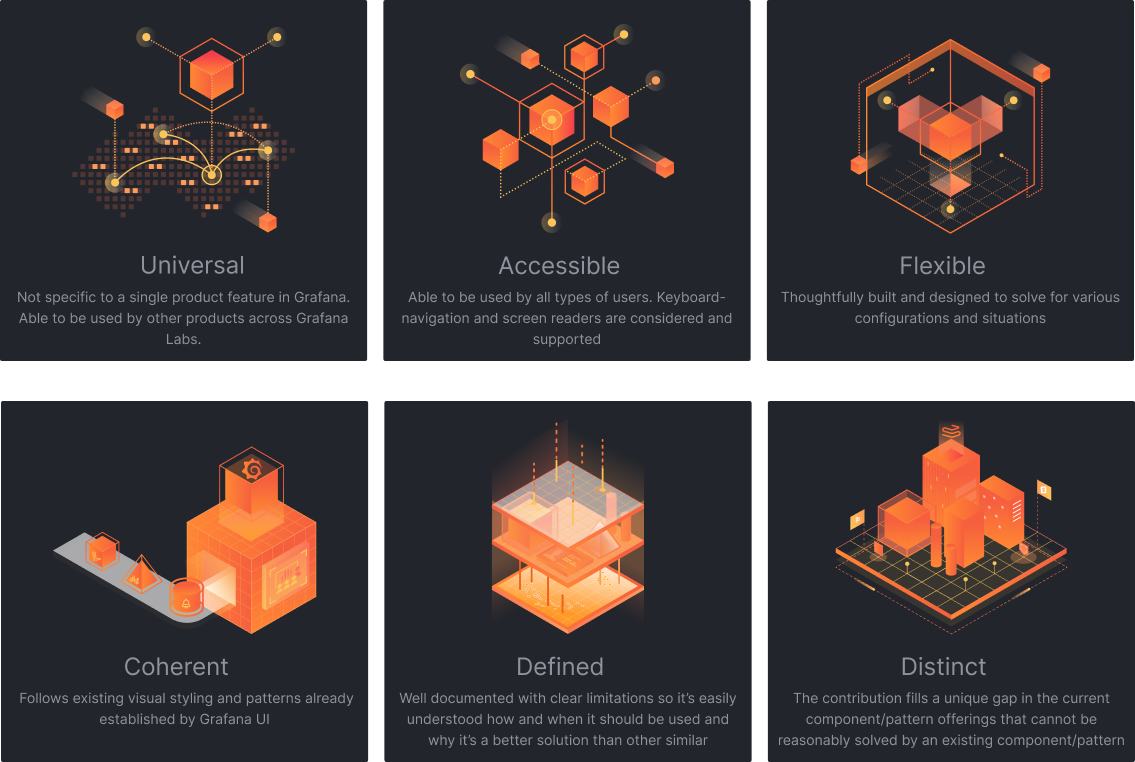 Universal
Not specific to a single product feature in Grafana.
Able to be used by other products across Grafana
Labs.
Accessible
Able to be used by all types of users. Keyboard-
navigation and screen readers are considered and
supported
Flexible
Thoughtfully built and designed to solve for various
configurations and situations
Coherent
Follows existing visual styling and patterns already
established by Grafana UI
Defined
Well documented with clear limitations so it’s easily
understood how and when it should be used and
why it’s a better solution than other similar
Distinct
The contribution fills a unique gap in the current
component/pattern offerings that cannot be
reasonably solved by an existing component/pattern